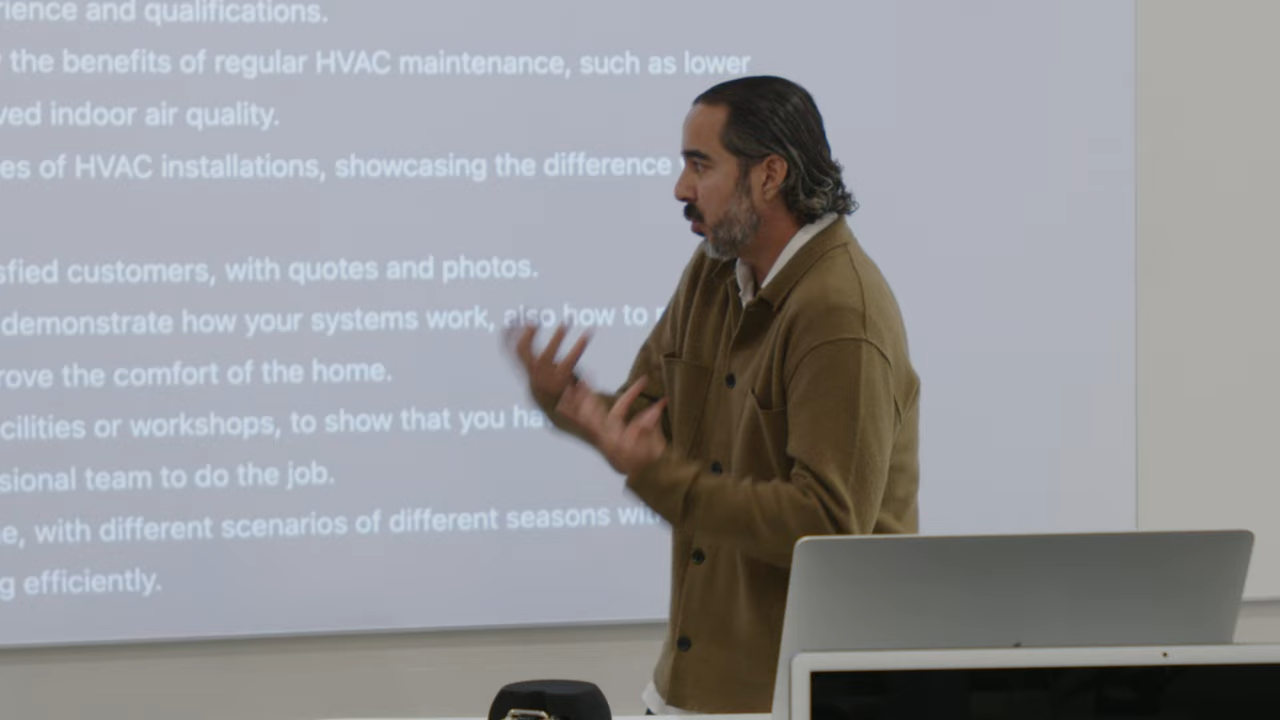 rience and qualifications.
the benefits of regular HVAC maintenance, such as lower
ved indoor air quality.
es of HVAC installations, showcasing the difference
sfied customers, with quotes and photos.
demonstrate how your systems work, also how to
rove the comfort of the home.
cilities or workshops, to show that you ha
sional team to do the job.
e, with different scenarios of different seasons wit
g efficiently.